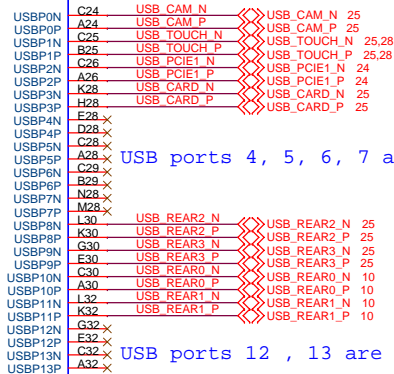 USBP0N C24 USB_CAM_N USB_CAM_N 25
USBP0P A24 USB_CAM_P USB_CAM_P 25
USBP1N C25 USB_TOUCH_N USB_TOUCH_N 25,28
USBP1P B25 USB_TOUCH_P USB_TOUCH_P 25,28
USBP2N C26 USB_PCIE1_N USB_PCIE1_N 24
USBP2P A26 USB_PCIE1_P USB_PCIE1_P 24
USBP3N K28 USB_CARD_N USB_CARD_N 25
USBP3P H28 USB_CARD_P USB_CARD_P 25
USBP4N E28
USBP4P D28
USBP5N C28
USBP5P A28 USB ports 4, 5, 6, 7 a
USBP6N C29
USBP6P B29
USBP7N N28
USBP7P M28
USBP8N L30 USB_REAR2_N USB_REAR2_N 25
USBP8P K30 USB_REAR2_P USB_REAR2_P 25
USBP9N G30 USB_REAR3_N USB_REAR3_N 25
USBP9P E30 USB_REAR3_P USB_REAR3_P 25
USBP10N C30 USB_REAR0_N USB_REAR0_N 10
USBP10P A30 USB_REAR0_P USB_REAR0_P 10
USBP11N L32 USB_REAR1_N USB_REAR1_N 10
USBP11P K32 USB_REAR1_P USB_REAR1_P 10
USBP12N G32
USBP12P E32
USBP13N C32 USB ports 12 , 13 are
USBP13P A32